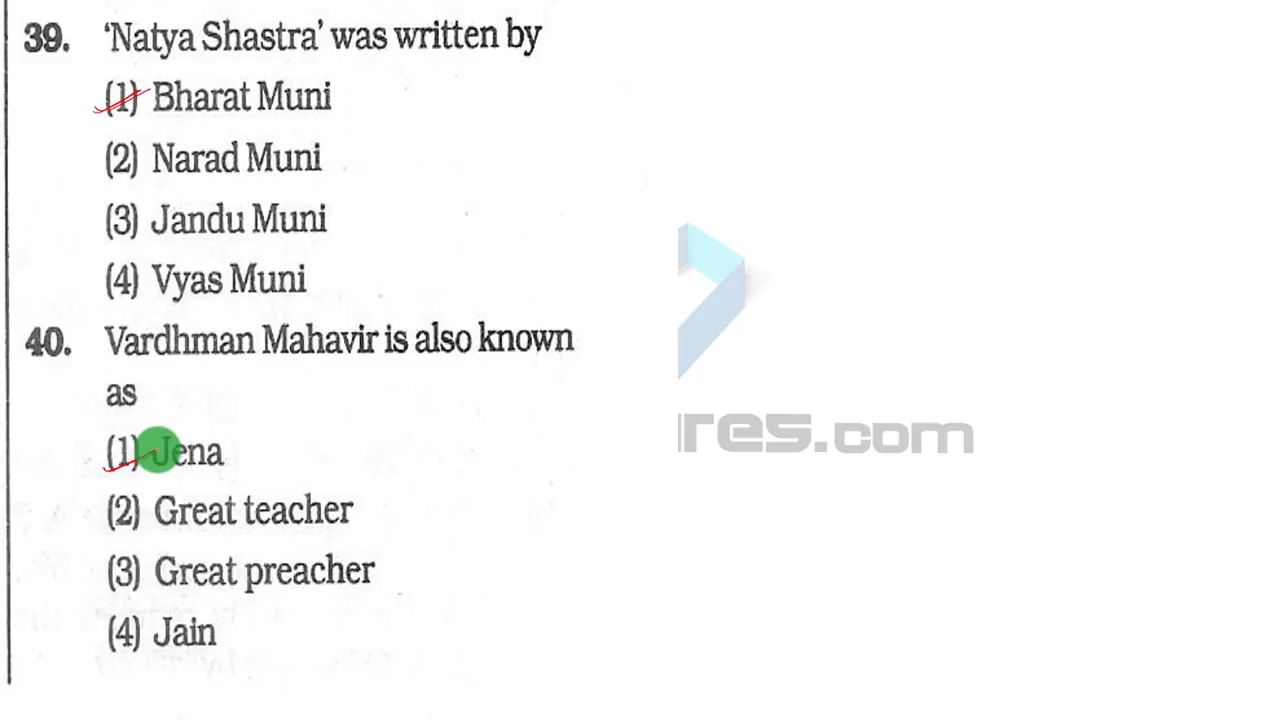 39. 'Natya Shastra' was written by
(1) Bharat Muni
(2) Narad Muni
(3) Jandu Muni
(4) Vyas Muni
40. Vardhman Mahavir is also known
as
(1) Jena
(2) Great teacher
(3) Great preacher
(4) Jain
res.com